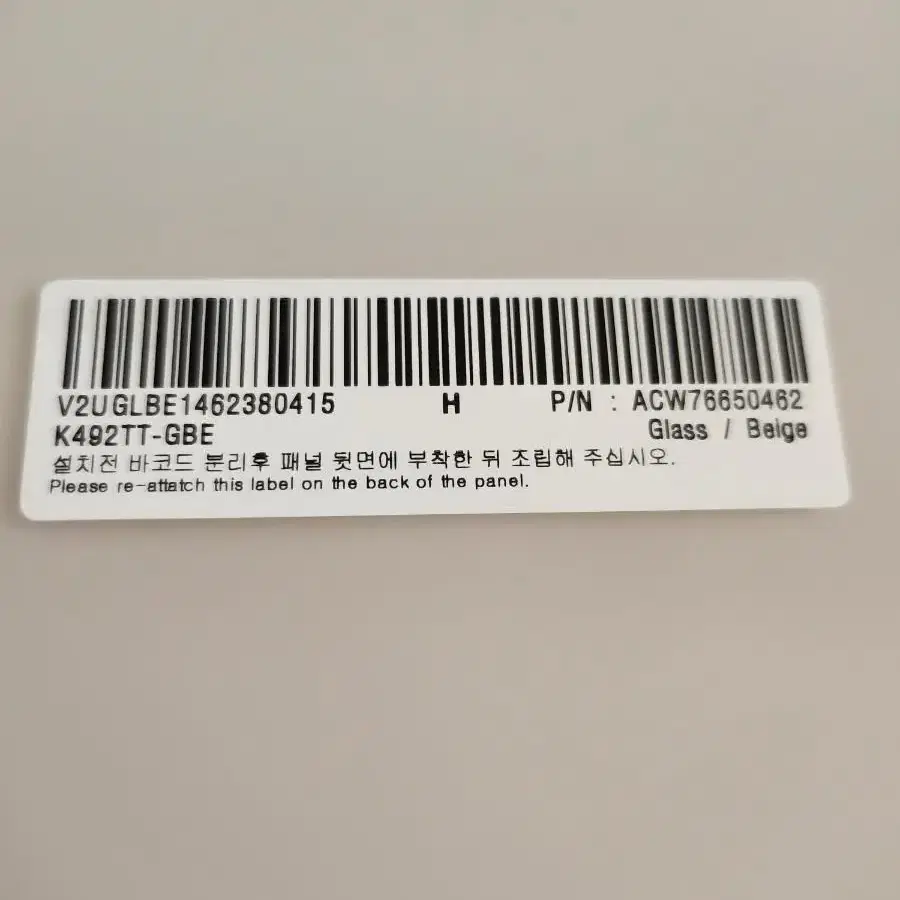 V2UGLBE1462380415 H P/N : ACW76650462
K492TT-GBE Glass / Beige
설치전 바코드 분리후 패널 뒷면에 부착한 뒤 조립해 주십시오.
Please re-attatch this label on the back of the panel.